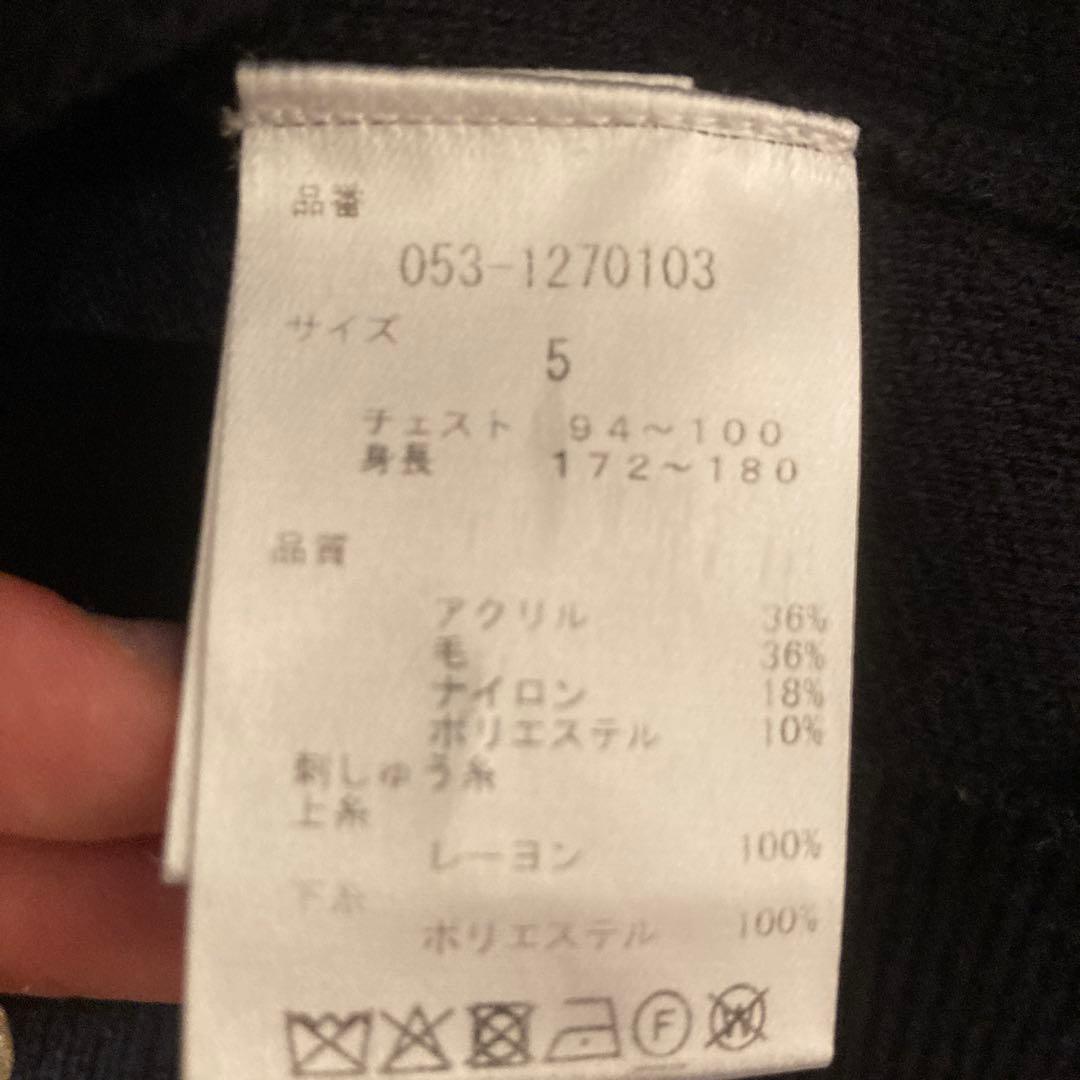 品番
053-1270103
サイズ
5
チェスト 94～100
身長 172～180
品質
アクリル 36%
毛 36%
ナイロン 18%
ポリエステル 10%
刺しゅう糸
上糸
レーヨン 100%
下糸
ポリエステル 100%
F W